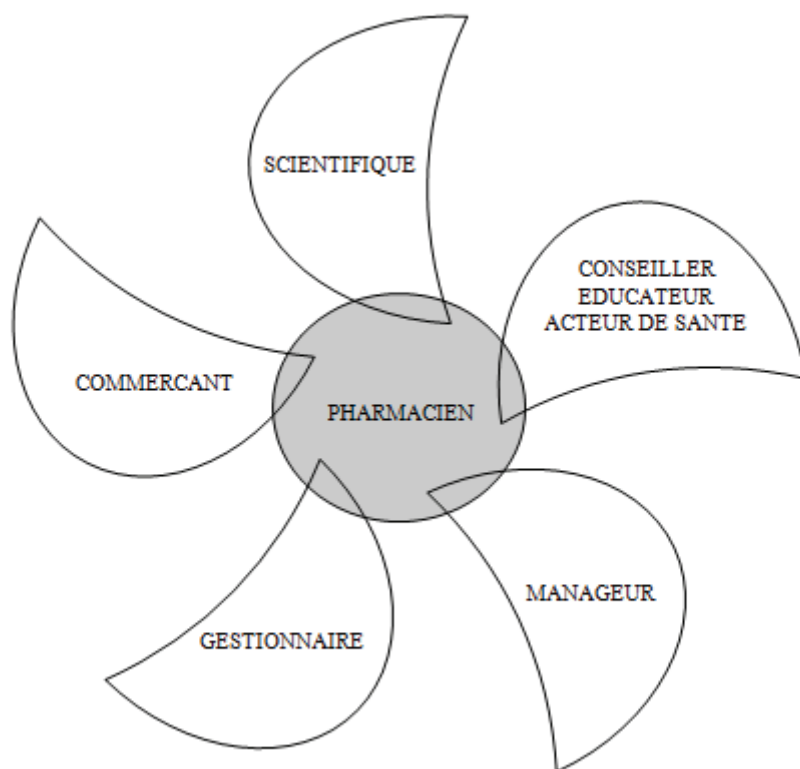 SCIENTIFIQUE
CONSEILLER
EDUCATEUR
ACTEUR DE SANTE
COMMERCANT
PHARMACIEN
MANAGEUR
GESTIONNAIRE